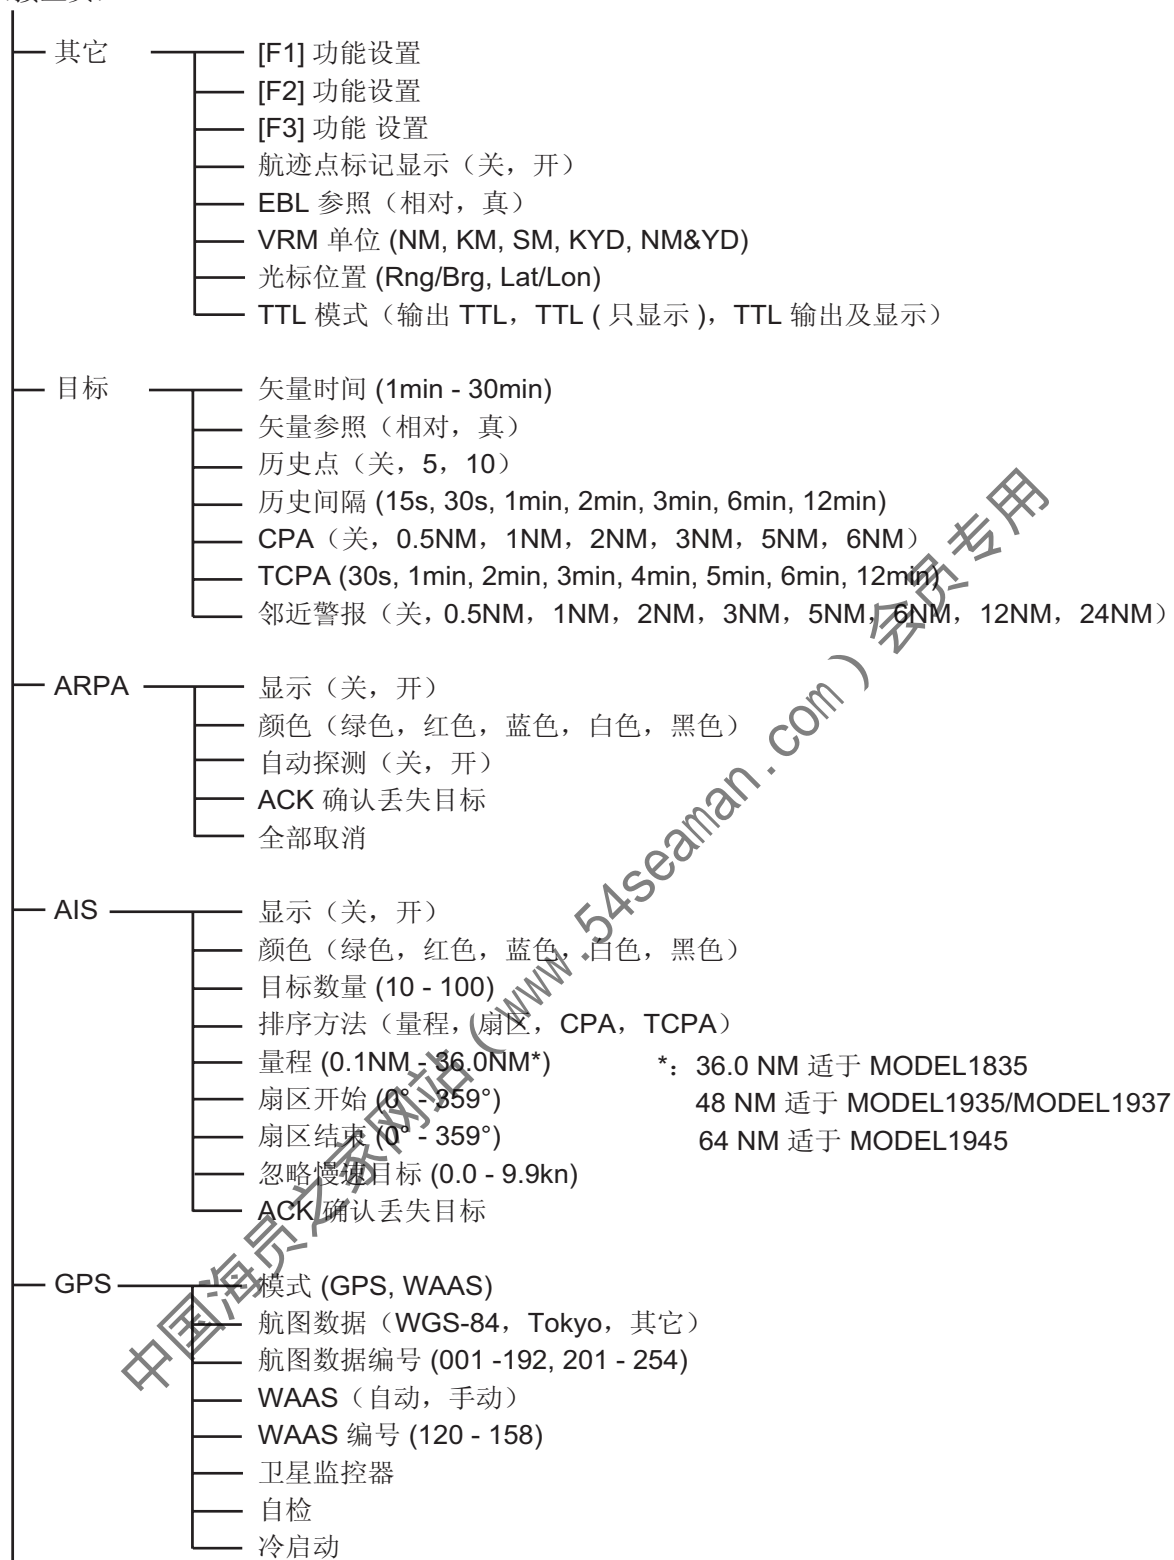 其它
[F1] 功能设置
[F2] 功能设置
[F3] 功能 设置
航迹点标记显示（关，开）
EBL 参照（相对，真）
VRM 单位 (NM, KM, SM, KYD, NM&YD)
光标位置 (Rng/Brg, Lat/Lon)
TTL 模式（输出 TTL，TTL ( 只显示 )，TTL 输出及显示）
目标
矢量时间 (1min - 30min)
矢量参照（相对，真）
历史点（关，5，10）
历史间隔 (15s, 30s, 1min, 2min, 3min, 6min, 12min)
CPA（关，0.5NM，1NM，2NM，3NM，5NM，6NM）
TCPA (30s, 1min, 2min, 3min, 4min, 5min, 6min, 12min)
邻近警报（关，0.5NM，1NM，2NM，3NM，5NM，6NM，12NM，24NM）
ARPA
显示（关，开）
颜色（绿色，红色，蓝色，白色，黑色）
自动探测（关，开）
ACK 确认丢失目标
全部取消
AIS
显示（关，开）
颜色（绿色，红色，蓝色，白色，黑色）
目标数量 (10 - 100)
排序方法（量程，扇区，CPA，TCPA）
量程 (0.1NM - 36.0NM*)
*：36.0 NM 适于 MODEL1835
扇区开始 (0° - 359°)
48 NM 适于 MODEL1935/MODEL1937
扇区结束 (0° - 359°)
64 NM 适于 MODEL1945
忽略慢速目标 (0.0 - 9.9kn)
ACK 确认丢失目标
GPS
模式 (GPS, WAAS)
航图数据（WGS-84，Tokyo，其它）
航图数据编号 (001 -192, 201 - 254)
WAAS（自动，手动）
WAAS 编号 (120 - 158)
卫星监控器
自检
冷启动
中国海员之家网站（www.54seaman.com）会员专用